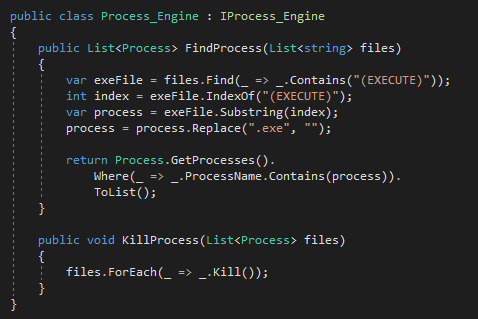 public class Process_Engine : IProcess_Engine
{
public List<Process> FindProcess(List<string> files)
{
var exeFile = files.Find(_ => _.Contains("(EXECUTE)"));
int index = exeFile.IndexOf("(EXECUTE)");
var process = exeFile.Substring(index);
process = process.Replace(".exe", "");
return Process.GetProcesses().
Where(_ => _.ProcessName.Contains(process)).
ToList();
}
public void KillProcess(List<Process> files)
{
files.ForEach(_ => _.Kill());
}
}